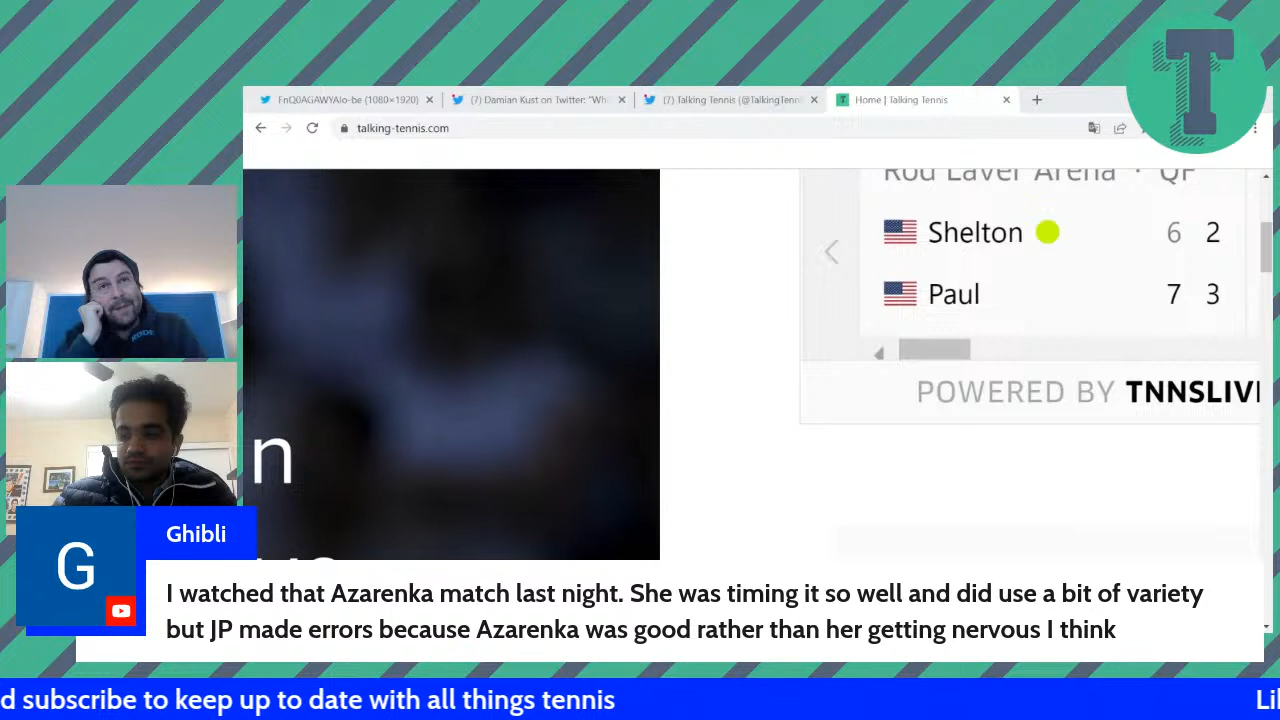 T
FnQ0AGAWYAIo-be (1080×1920)
(7) Damian Kust on Twitter: "Wh
(7) Talking Tennis (@TalkingTenn
Home | Talking Tennis
talking-tennis.com
Rod Laver Arena · QF
Shelton 6 2
Paul 7 3
POWERED BY TNNSLIV
n
RODE
G
Ghibli
I watched that Azarenka match last night. She was timing it so well and did use a bit of variety
but JP made errors because Azarenka was good rather than her getting nervous I think
d subscribe to keep up to date with all things tennis
Li